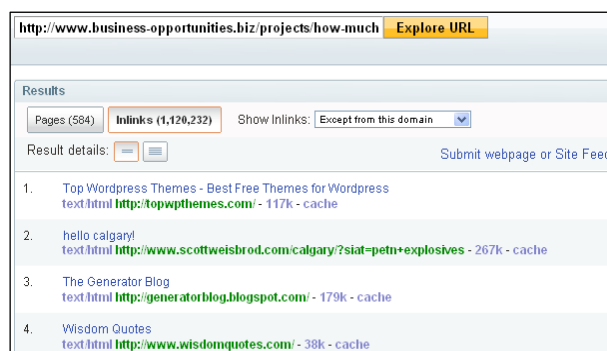 http://www.business-opportunities.biz/projects/how-much Explore URL
Results
Pages (584) Inlinks (1,120,232) Show Inlinks: Except from this domain
Result details:
Submit webpage or Site Feed
1. Top Wordpress Themes - Best Free Themes for Wordpress
text/html http://topwpthemes.com/ - 117k - cache
2. hello calgary!
text/html http://www.scottweisbrod.com/calgary/?siat=petn+explosives - 267k - cache
3. The Generator Blog
text/html http://generatorblog.blogspot.com/ - 179k - cache
4. Wisdom Quotes
text/html http://www.wisdomquotes.com/ - 38k - cache